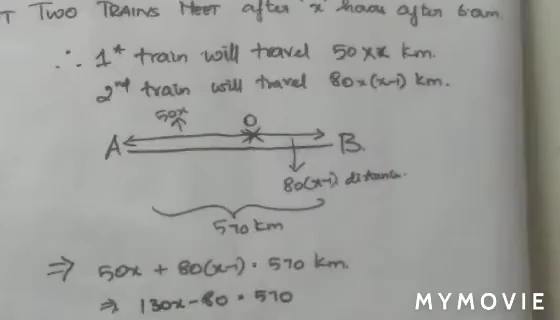 T TWO TRAINS MEET after 'x' hours after 6am
∴ 1st train will travel 50×x km.
2nd train will travel 80×(x-1) km.
50x
O
A B
80(x-1) distance.
570 km
⇒ 50x + 80(x-1) = 570 km.
⇒ 130x - 80 = 570
MYMOVIE